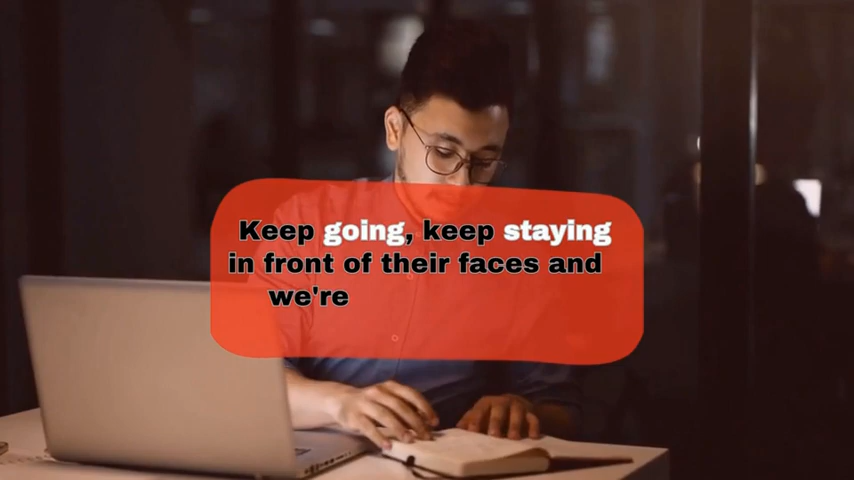 Keep going, keep staying
in front of their faces and
we're